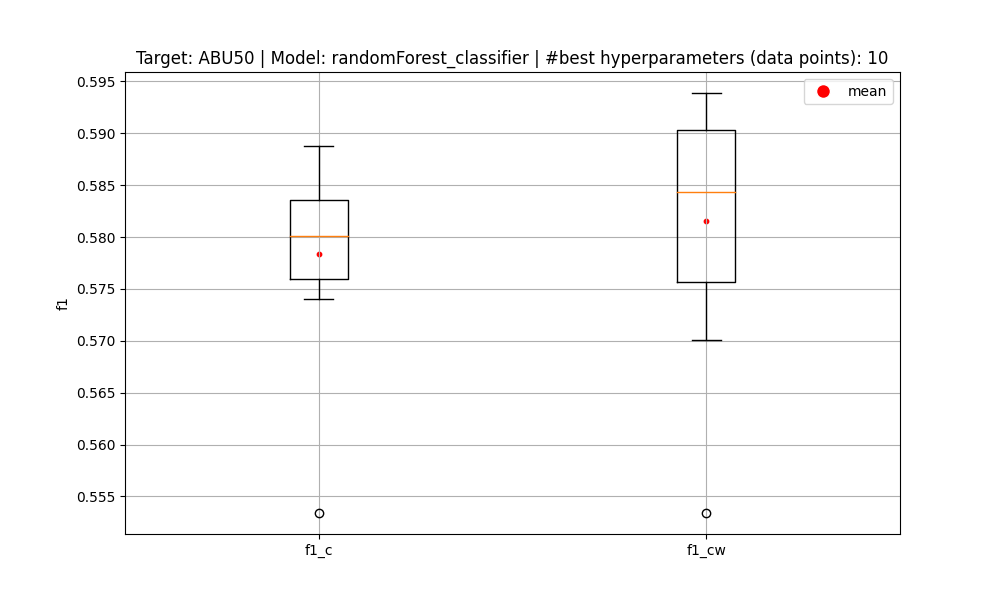 Target: ABU50 | Model: randomForest_classifier | #best hyperparameters (data points): 10
mean
0.595
0.590
0.585
0.580
0.575
0.570
0.565
0.560
0.555
f1
f1_c
f1_cw